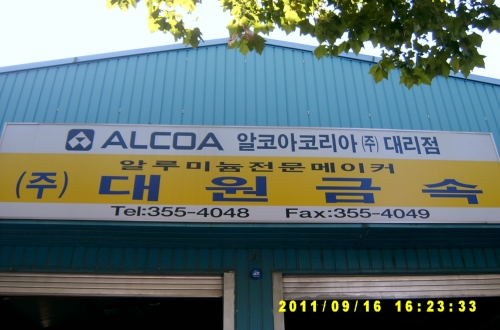 ALCOA 알코아코리아 (주) 대리점
알루미늄전문메이커
(주) 대원금속
Tel:355-4048 Fax:355-4049
2011/09/16 16:23:33